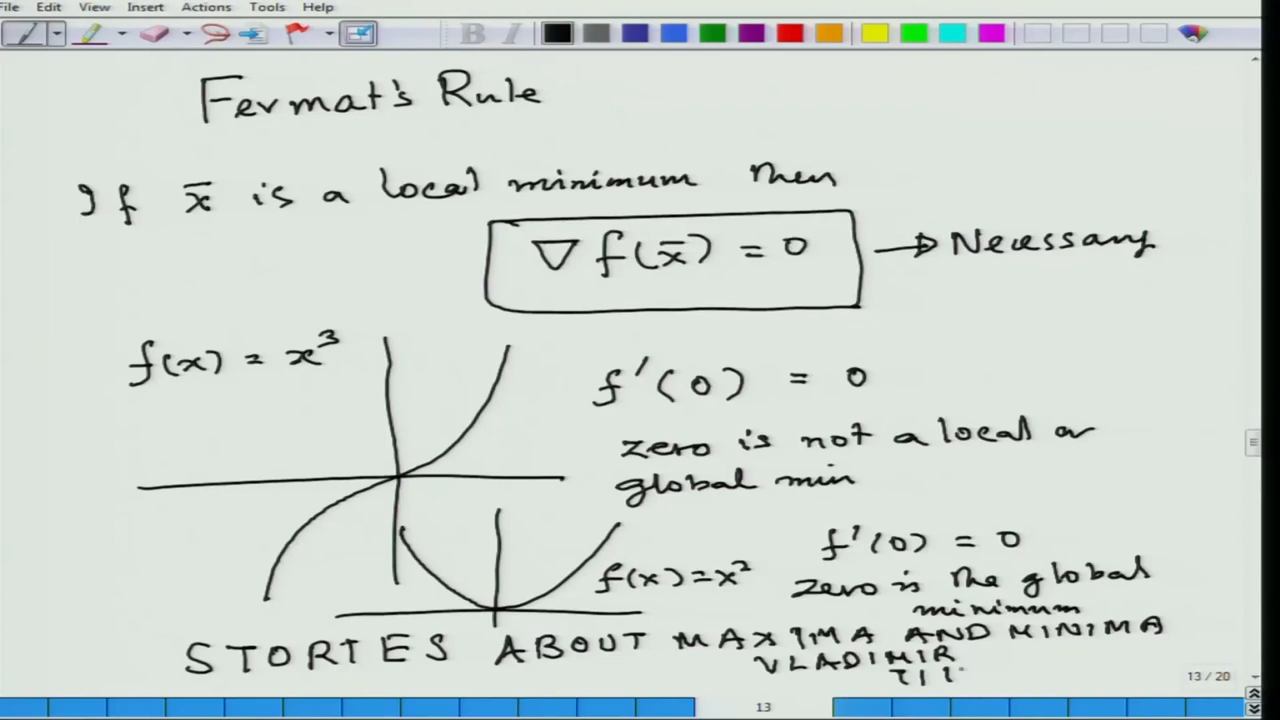 File Edit View Insert Actions Tools Help
Fermat's Rule
If x̄ is a local minimum then
∇ f(x̄) = 0 → Necessary
f(x) = x³
f'(0) = 0
zero is not a local or
global min
f(x)=x²
f'(0) = 0
zero is the global
minimum
STORIES ABOUT MAXIMA AND MINIMA
VLADIMIR
13 / 20
13